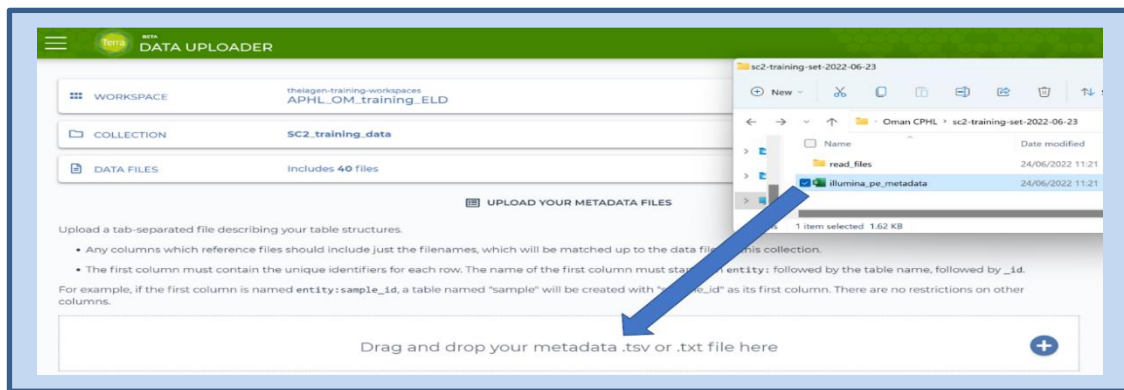 Terra
BETA
DATA UPLOADER
WORKSPACE
theiagen-training-workspaces
APHL_OM_training_ELD
COLLECTION
SC2_training_data
DATA FILES
Includes 40 files
sc2-training-set-2022-06-23
New
Oman CPHL > sc2-training-set-2022-06-23
Name Date modified
read_files 24/06/2022 11:21
illumina_pe_metadata 24/06/2022 11:21
1 item selected 1.62 KB
UPLOAD YOUR METADATA FILES
Upload a tab-separated file describing your table structures.
• Any columns which reference files should include just the filenames, which will be matched up to the data file this collection.
• The first column must contain the unique identifiers for each row. The name of the first column must entity: followed by the table name, followed by _id.
For example, if the first column is named entity:sample_id, a table named "sample" will be created with as its first column. There are no restrictions on other
columns.
Drag and drop your metadata .tsv or .txt file here